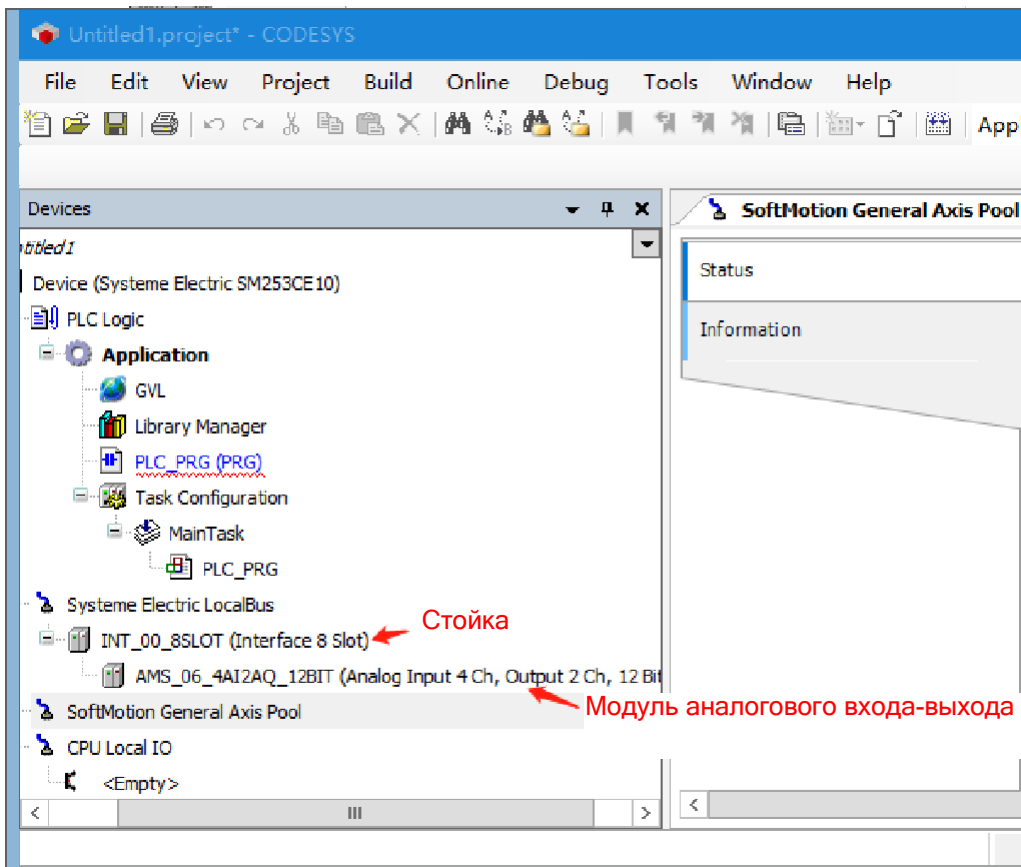 Untitled1.project* - CODESYS
File Edit View Project Build Online Debug Tools Window Help
App
Devices
SoftMotion General Axis Pool
Status
Information
Device (Systeme Electric SM253CE10)
PLC Logic
Application
GVL
Library Manager
PLC_PRG (PRG)
Task Configuration
MainTask
PLC_PRG
Systeme Electric LocalBus
Стойка
INT_00_8SLOT (Interface 8 Slot)
AMS_06_4AI2AQ_12BIT (Analog Input 4 Ch, Output 2 Ch, 12 Bit
Модуль аналогового входа-выхода
SoftMotion General Axis Pool
CPU Local IO
<Empty>